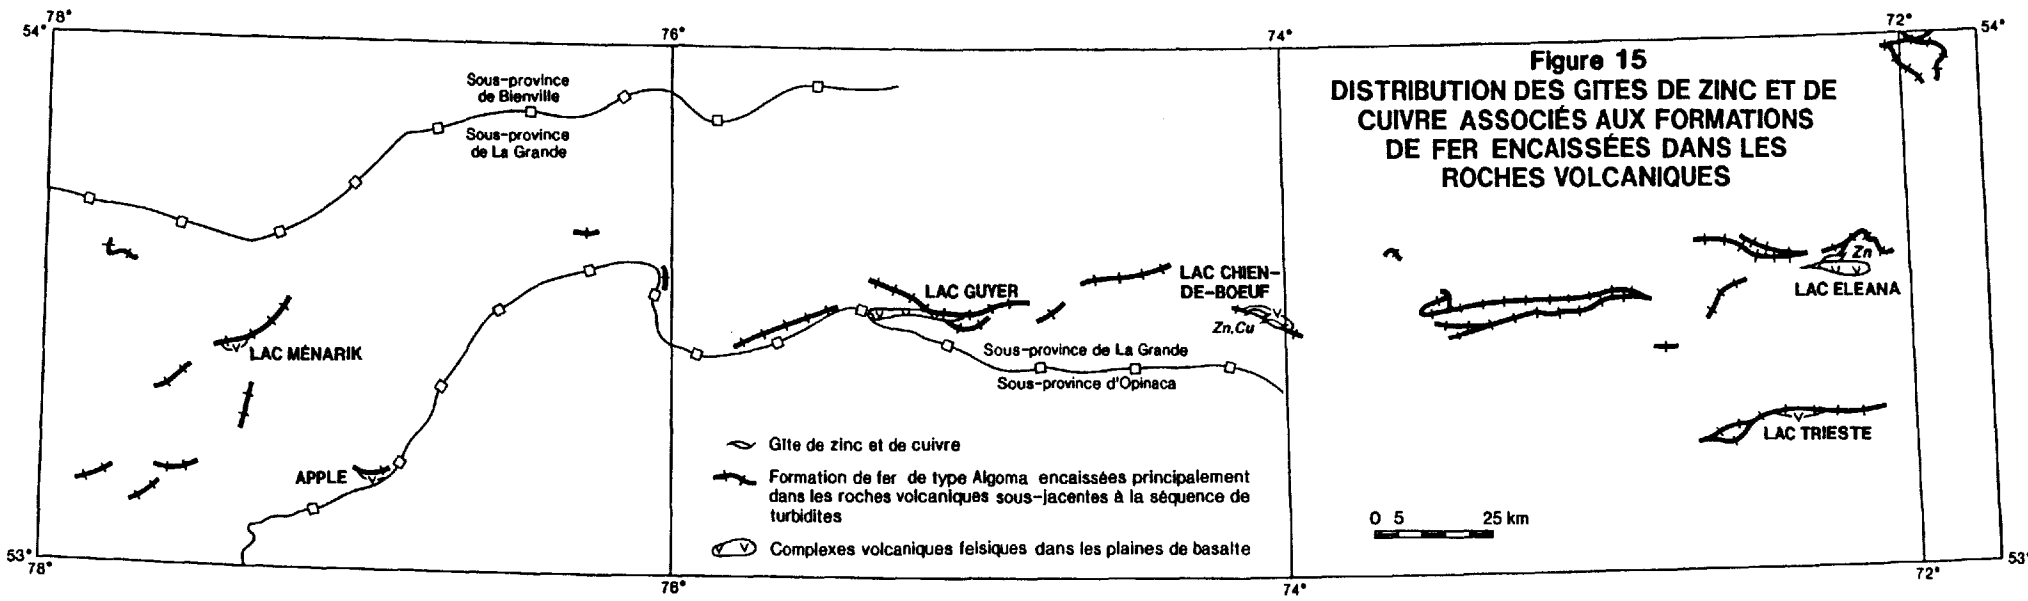 78°
76°
74°
72°
54°
54°
Figure 15
DISTRIBUTION DES GITES DE ZINC ET DE
CUIVRE ASSOCIÉS AUX FORMATIONS
DE FER ENCAISSÉES DANS LES
ROCHES VOLCANIQUES
Sous-province
de Bienville
Sous-province
de La Grande
LAC MÉNARIK
APPLE
LAC GUYER
LAC CHIEN-
DE-BOEUF
Zn,Cu
Sous-province de La Grande
Sous-province d'Opinaca
Zn
LAC ELEANA
LAC TRIESTE
Gîte de zinc et de cuivre
Formation de fer de type Algoma encaissées principalement
dans les roches volcaniques sous-jacentes à la séquence de
turbidites
Complexes volcaniques felsiques dans les plaines de basalte
0 5 25 km
53°
53°
78°
76°
74°
72°